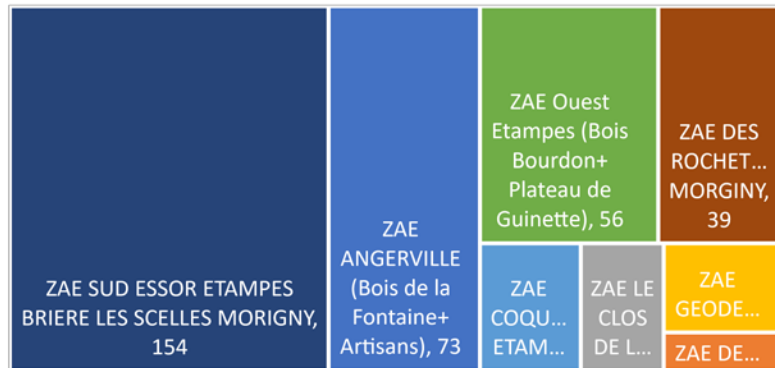 ZAE SUD ESSOR ETAMPES
BRIERE LES SCELLES MORIGNY,
154
ZAE
ANGERVILLE
(Bois de la
Fontaine+
Artisans), 73
ZAE Ouest
Etampes (Bois
Bourdon+
Plateau de
Guinette), 56
ZAE DES
ROCHET...
MORGINY,
39
ZAE
COQU...
ETAM...
ZAE LE
CLOS
DE L...
ZAE
GEODE...
ZAE DE...